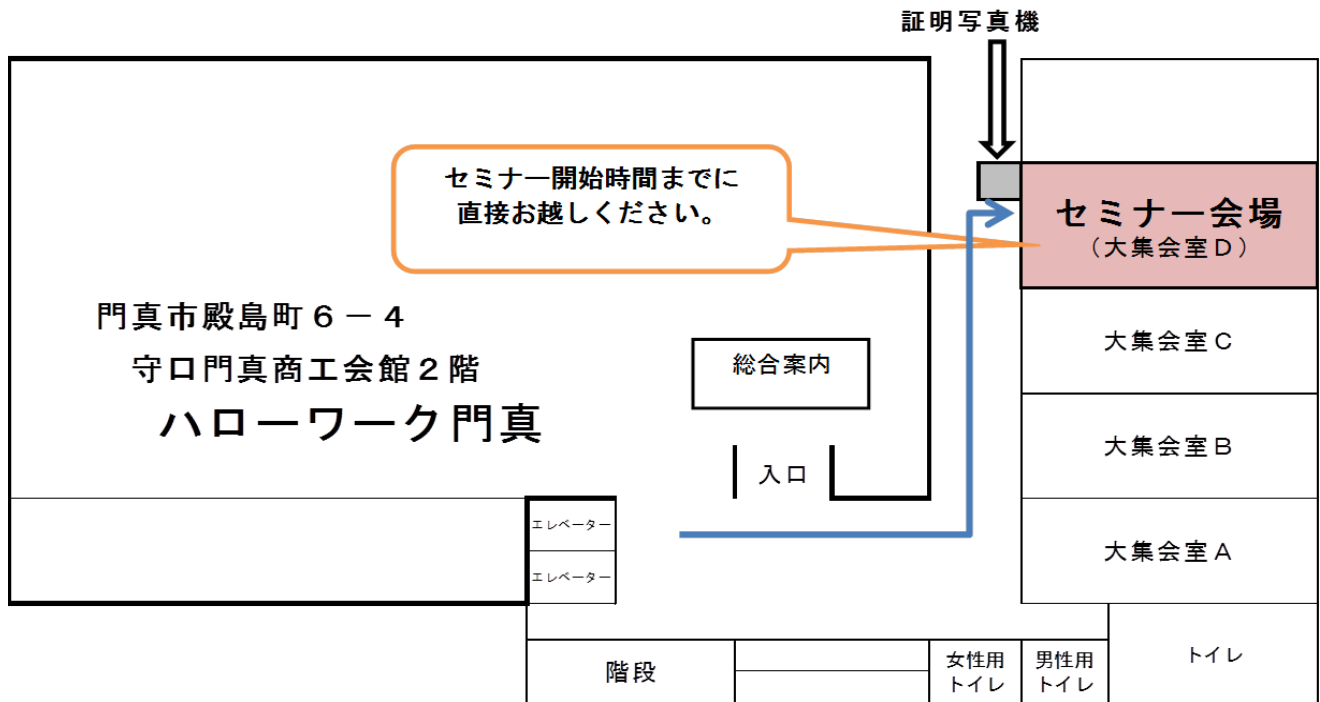 証明写真機
セミナー開始時間までに
直接お越しください。
セミナー会場
（大集会室Ｄ）
門真市殿島町６－４
守口門真商工会館２階
ハローワーク門真
総合案内
入口
大集会室Ｃ
大集会室Ｂ
大集会室Ａ
エレベーター
エレベーター
階段
女性用
トイレ
男性用
トイレ
トイレ